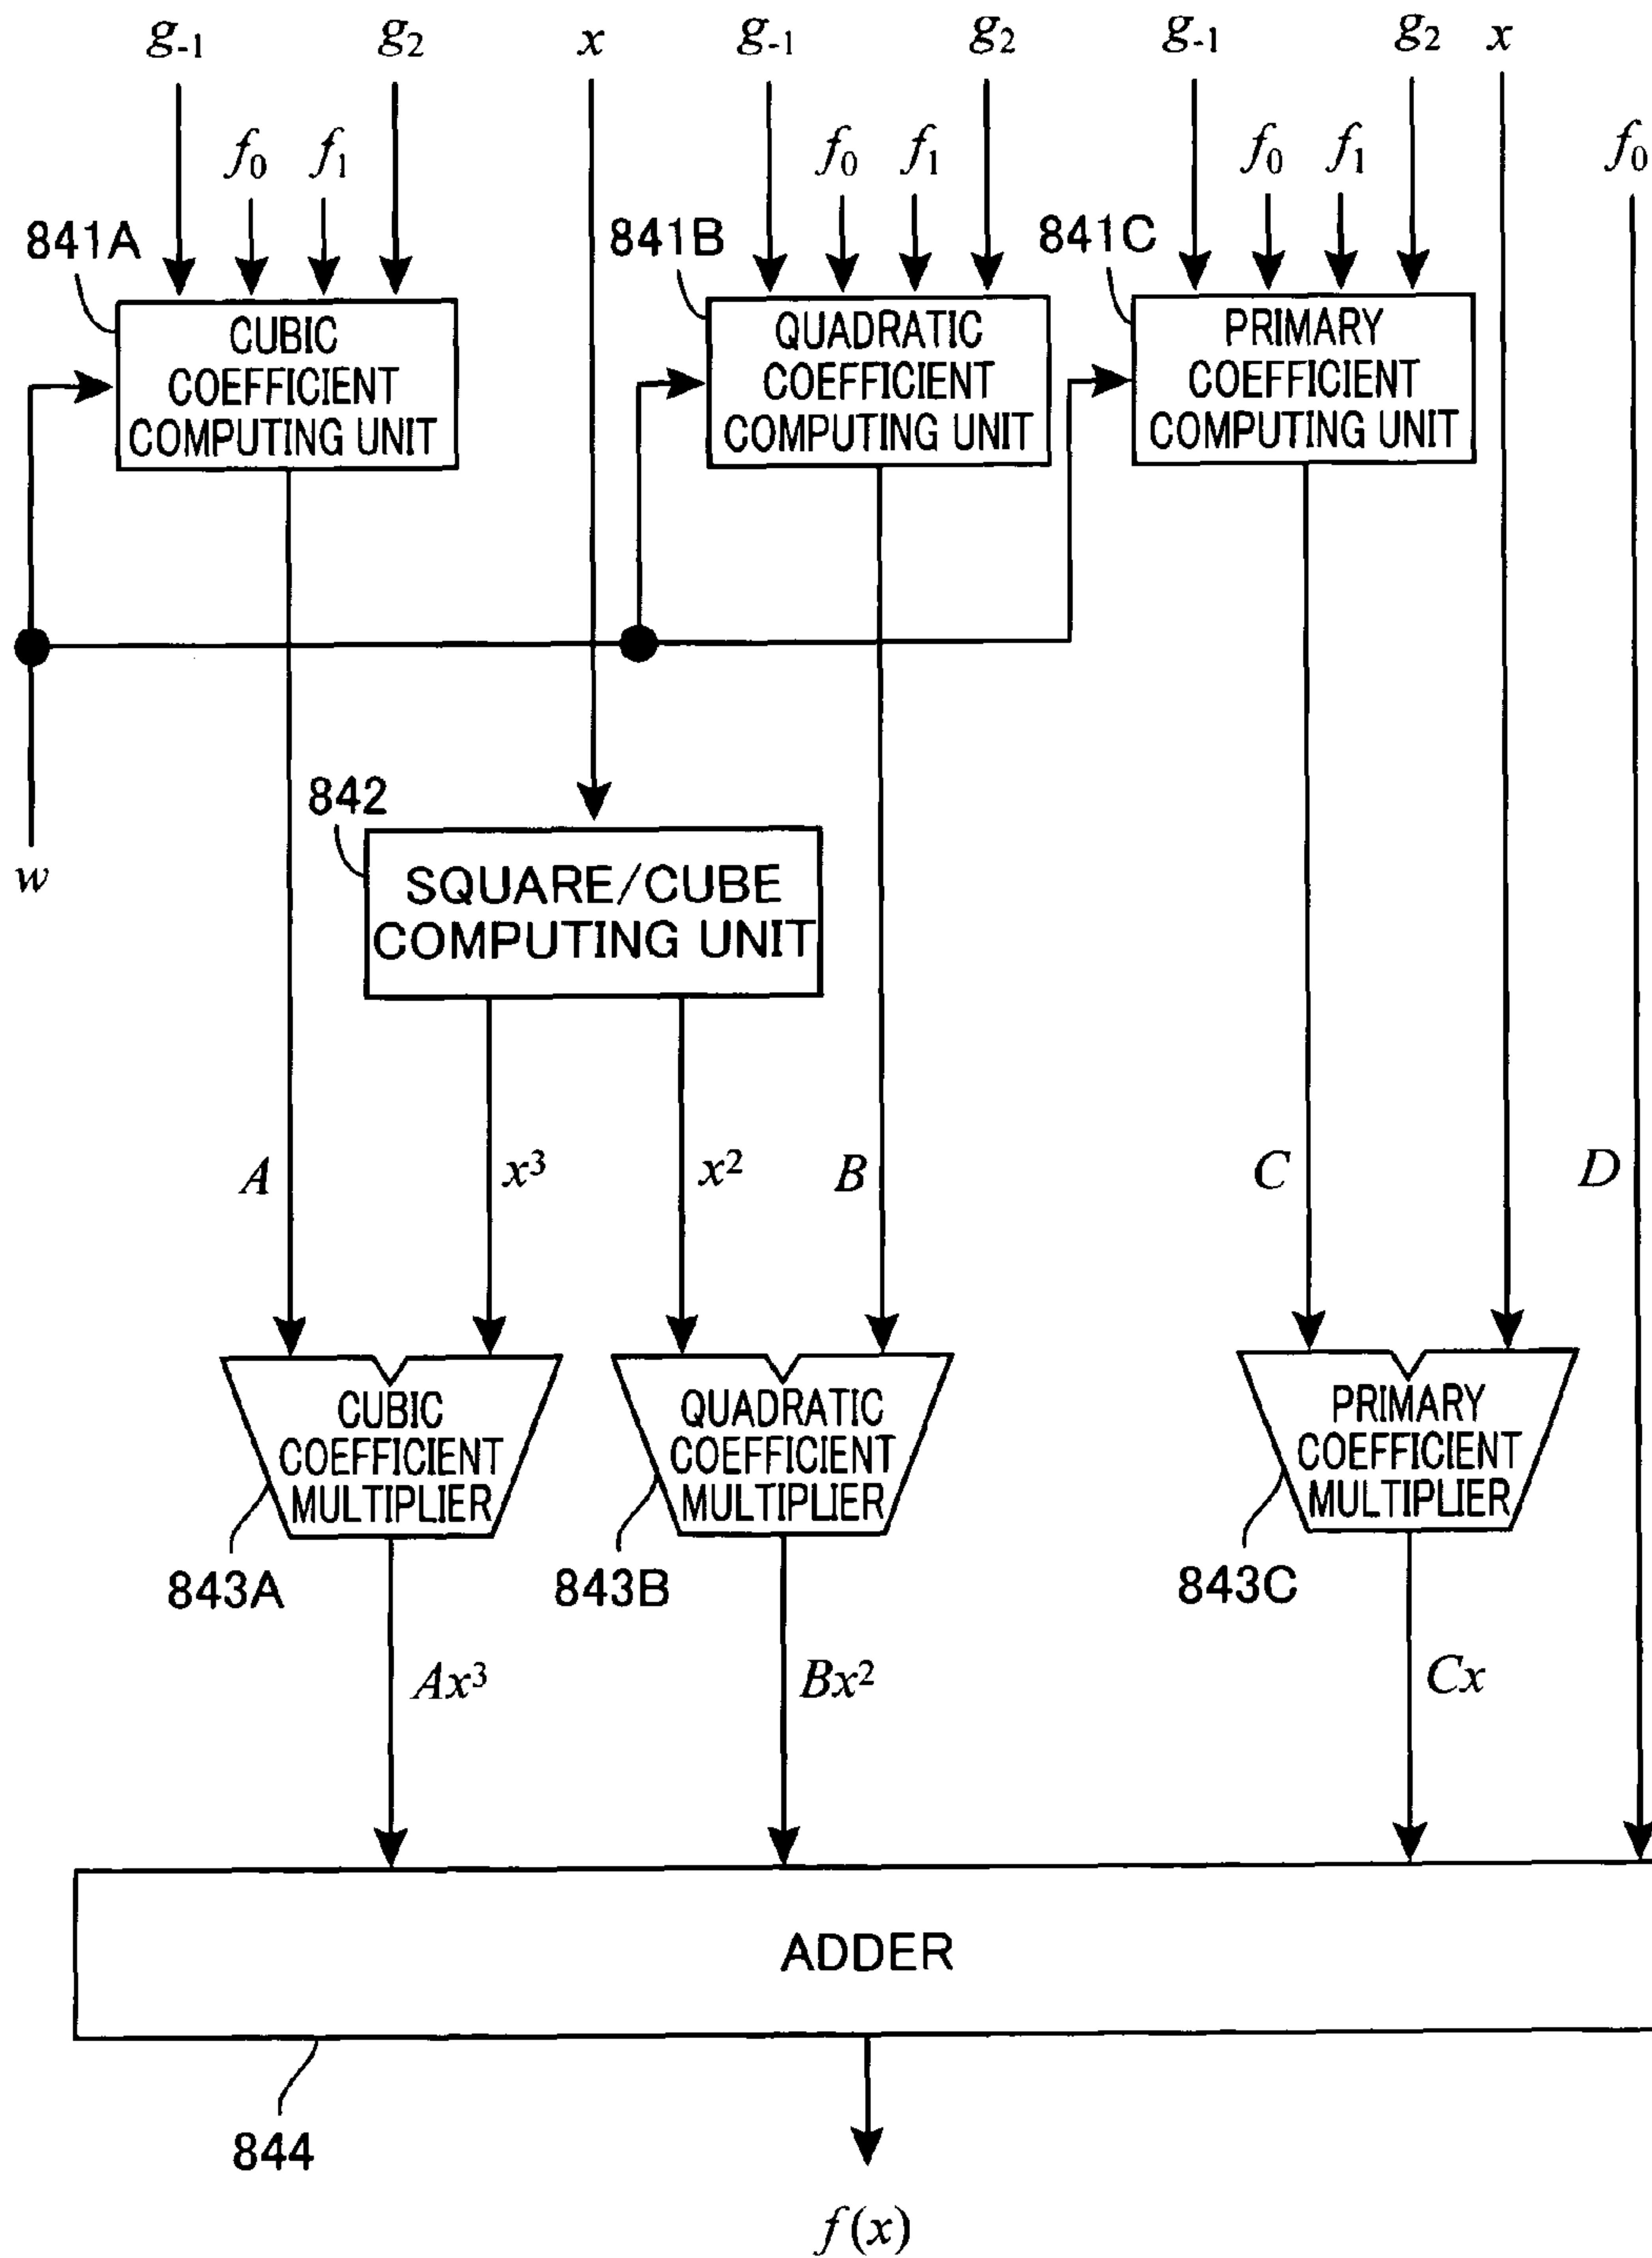 g-1 g2 x g-1 g2 g-1 g2 x
f0 f1 f0 f1 f0 f1 f0
841A 841B 841C
CUBIC
COEFFICIENT
COMPUTING UNIT
QUADRATIC
COEFFICIENT
COMPUTING UNIT
PRIMARY
COEFFICIENT
COMPUTING UNIT
842
w
SQUARE/CUBE
COMPUTING UNIT
A x³ x² B C D
CUBIC
COEFFICIENT
MULTIPLIER
QUADRATIC
COEFFICIENT
MULTIPLIER
PRIMARY
COEFFICIENT
MULTIPLIER
843A 843B 843C
Ax³ Bx² Cx
ADDER
844
f(x)